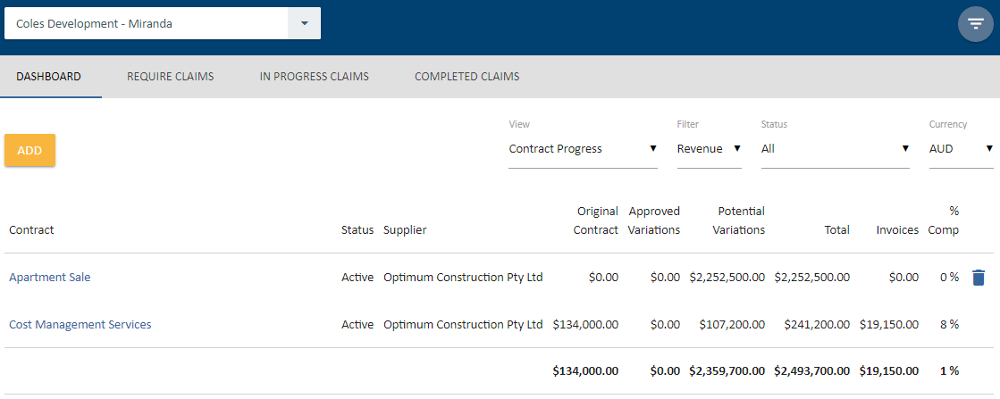 Coles Development - Miranda
DASHBOARD REQUIRE CLAIMS IN PROGRESS CLAIMS COMPLETED CLAIMS
View Filter Status Currency
ADD Contract Progress Revenue All AUD
Original Approved Potential %
Contract Status Supplier Contract Variations Variations Total Invoices Comp
Apartment Sale Active Optimum Construction Pty Ltd $0.00 $0.00 $2,252,500.00 $2,252,500.00 $0.00 0 %
Cost Management Services Active Optimum Construction Pty Ltd $134,000.00 $0.00 $107,200.00 $241,200.00 $19,150.00 8 %
$134,000.00 $0.00 $2,359,700.00 $2,493,700.00 $19,150.00 1 %